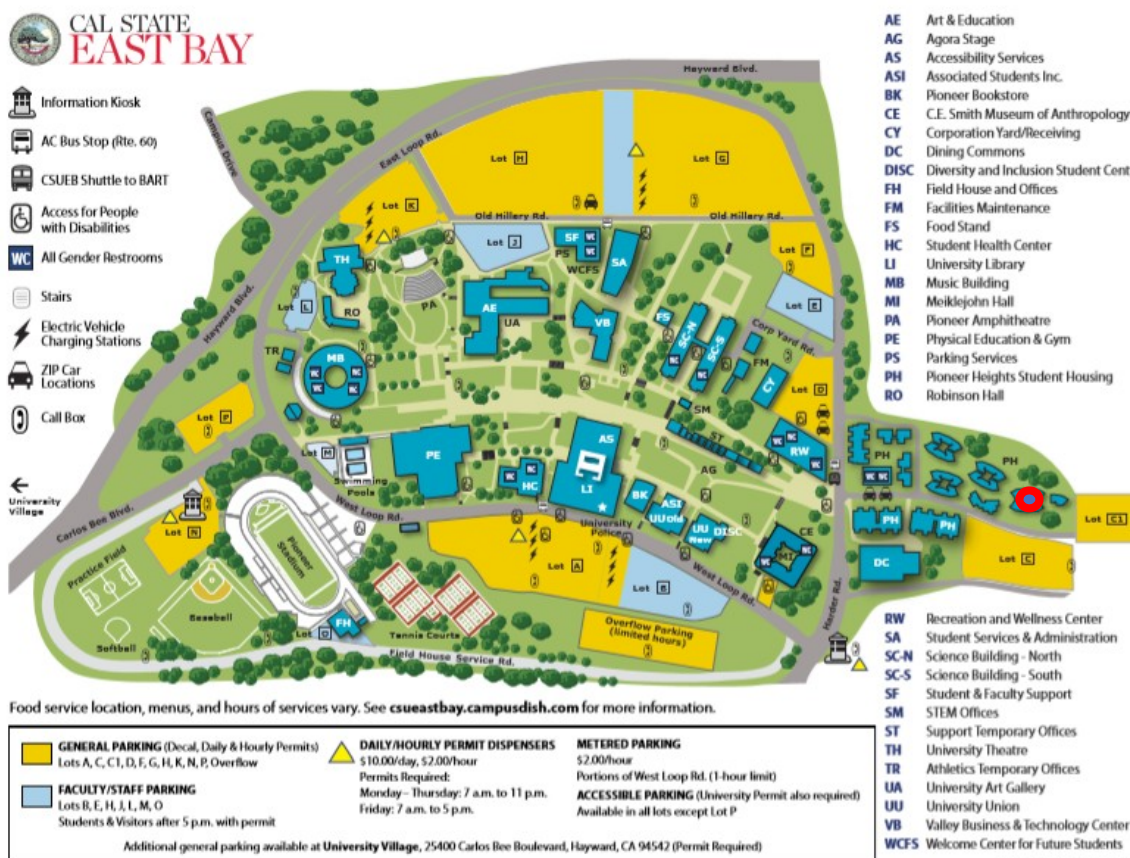 CAL STATE
EAST BAY
Information Kiosk
AC Bus Stop (Rte. 60)
CSUEB Shuttle to BART
Access for People
with Disabilities
WC All Gender Restrooms
Stairs
Electric Vehicle
Charging Stations
ZIP Car
Locations
Call Box
University
Village
AE Art & Education
AG Agora Stage
AS Accessibility Services
ASI Associated Students Inc.
BK Pioneer Bookstore
CE C.E. Smith Museum of Anthropology
CY Corporation Yard/Receiving
DC Dining Commons
DISC Diversity and Inclusion Student Cent
FH Field House and Offices
FM Facilities Maintenance
FS Food Stand
HC Student Health Center
LI University Library
MB Music Building
MI Meiklejohn Hall
PA Pioneer Amphitheatre
PE Physical Education & Gym
PS Parking Services
PH Pioneer Heights Student Housing
RO Robinson Hall
RW Recreation and Wellness Center
SA Student Services & Administration
SC-N Science Building - North
SC-S Science Building - South
SF Student & Faculty Support
SM STEM Offices
ST Support Temporary Offices
TH University Theatre
TR Athletics Temporary Offices
UA University Art Gallery
UU University Union
VB Valley Business & Technology Center
WCFS Welcome Center for Future Students
Hayward Blvd.
Campus Drive
East Loop Rd.
Lot H
Lot G
Lot K
Old Hillery Rd.
Old Hillery Rd.
Lot J
SF
WC
WC
PS
WCFS
SA
Lot F
TH
Lot E
Lot L
PA
RO
AE
UA
VB
FS
SC-N
SC-S
WC
WC
Corp Yard Rd.
FM
Hayward Blvd.
TR
MB
WC
WC
WC
WC
CY
Lot D
Lot P
SM
ST
RW
WC
WC
WC
PE
AS
AG
PH
WC
WC
PH
Lot M
Swimming
Pools
WC
HC
WC
LI
BK
ASI
UU Old
UU
New
DISC
CE
WC
MI
WC
PH
PH
Lot C1
Carlos Bee Blvd.
Lot N
West Loop Rd.
University
Police
Lot A
Lot B
West Loop Rd.
DC
Lot C
Practice Field
Pioneer
Stadium
Baseball
Softball
Lot O
FH
Tennis Courts
Overflow Parking
(limited hours)
Harder Rd.
Field House Service Rd.
Food service location, menus, and hours of services vary. See csueastbay.campusdish.com for more information.
GENERAL PARKING (Decal, Daily & Hourly Permits)
Lots A, C, C1, D, F, G, H, K, N, P, Overflow
FACULTY/STAFF PARKING
Lots B, E, H, J, L, M, O
Students & Visitors after 5 p.m. with permit
DAILY/HOURLY PERMIT DISPENSERS
$10.00/day, $2.00/hour
Permits Required:
Monday – Thursday: 7 a.m. to 11 p.m.
Friday: 7 a.m. to 5 p.m.
METERED PARKING
$2.00/hour
Portions of West Loop Rd. (1-hour limit)
ACCESSIBLE PARKING (University Permit also required)
Available in all lots except Lot P
Additional general parking available at University Village, 25400 Carlos Bee Boulevard, Hayward, CA 94542 (Permit Required)